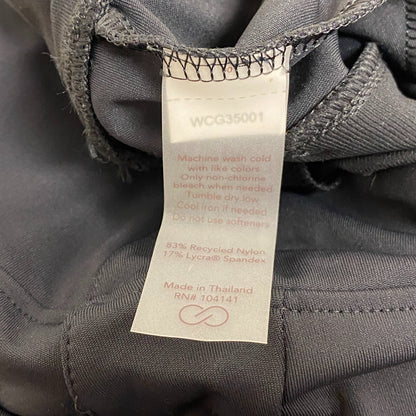 WCG35001
Machine wash cold
with like colors
Only non-chlorine
bleach when needed
Tumble dry low
Cool iron if needed
Do not use softeners
83% Recycled Nylon
17% Lycra® Spandex
Made in Thailand
RN# 104141